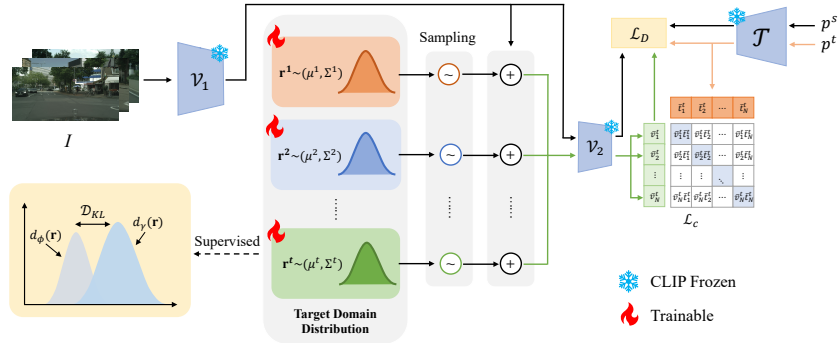 Sampling
p^s
p^t
𝓛_D
𝒯
𝒱_1
I
r^1~(μ^1, Σ^1)
~
+
r^2~(μ^2, Σ^2)
~
+
r^t~(μ^t, Σ^t)
~
+
Target Domain
Distribution
Supervised
𝒟_KL
d_ϕ(r)
d_γ(r)
𝒱_2
t̄_1^t t̄_2^t ... t̄_N^t
v̄_1^t v̄_1^t t̄_1^t v̄_1^t t̄_2^t ... v̄_1^t t̄_N^t
v̄_2^t v̄_2^t t̄_1^t v̄_2^t t̄_2^t ... v̄_2^t t̄_N^t
⋮ ⋮ ⋮ ⋱ ⋮
v̄_N^t v̄_N^t t̄_1^t v̄_N^t t̄_2^t ... v̄_N^t t̄_N^t
𝓛_c
CLIP Frozen
Trainable